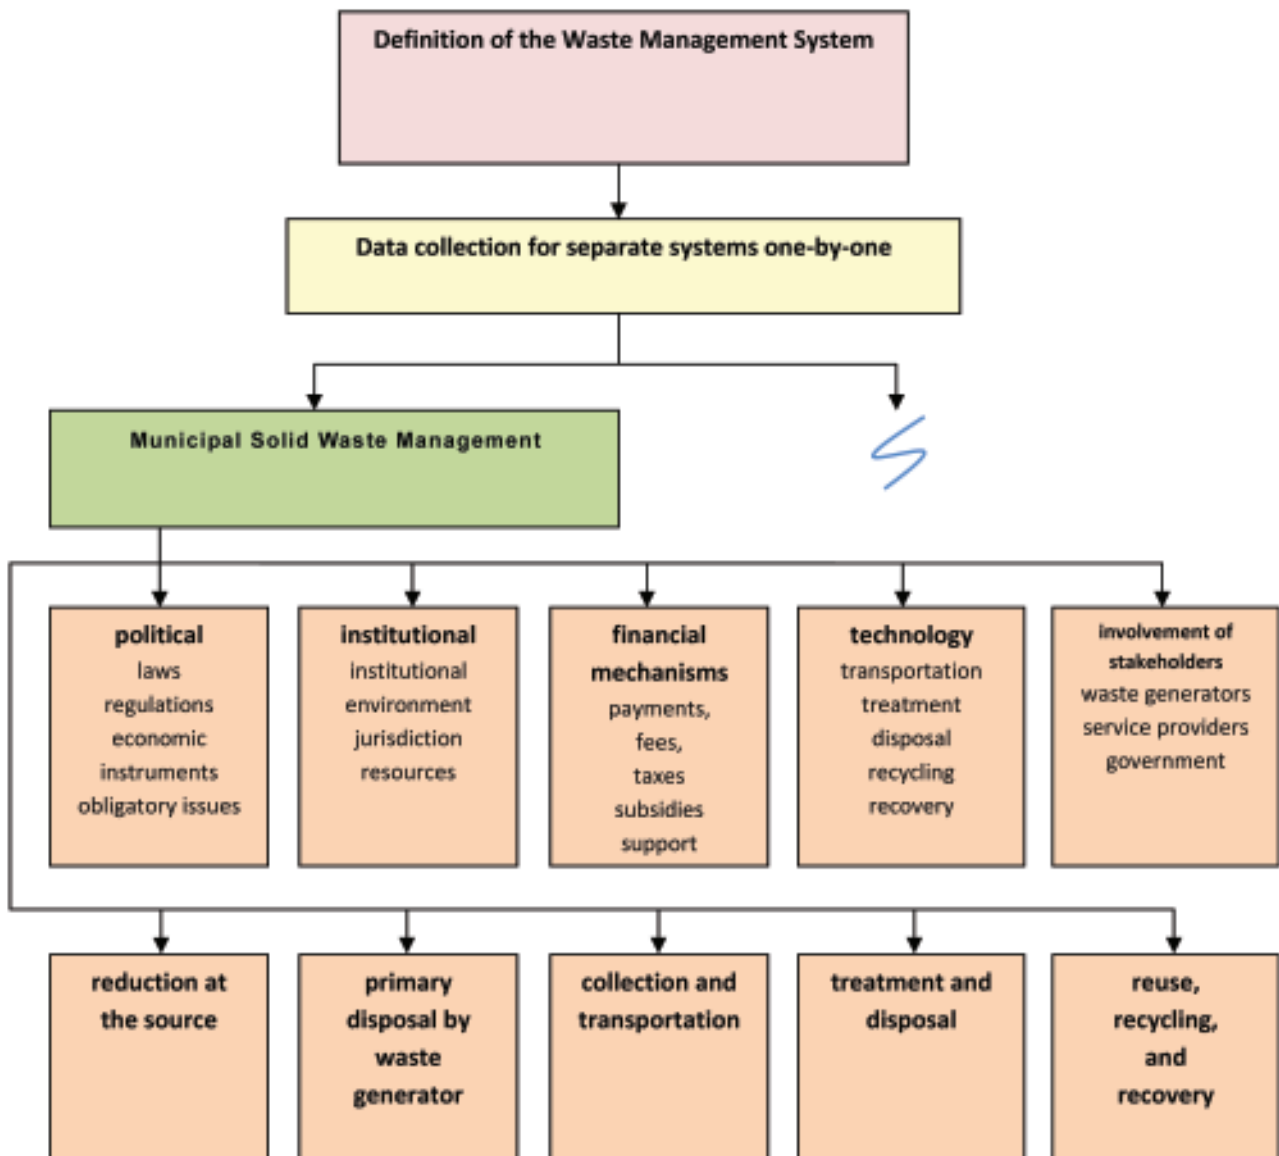 Definition of the Waste Management System
Data collection for separate systems one-by-one
Municipal Solid Waste Management
political
laws
regulations
economic
instruments
obligatory issues
institutional
institutional
environment
jurisdiction
resources
financial
mechanisms
payments,
fees,
taxes
subsidies
support
technology
transportation
treatment
disposal
recycling
recovery
involvement of
stakeholders
waste generators
service providers
government
reduction at
the source
primary
disposal by
waste
generator
collection and
transportation
treatment and
disposal
reuse,
recycling,
and
recovery